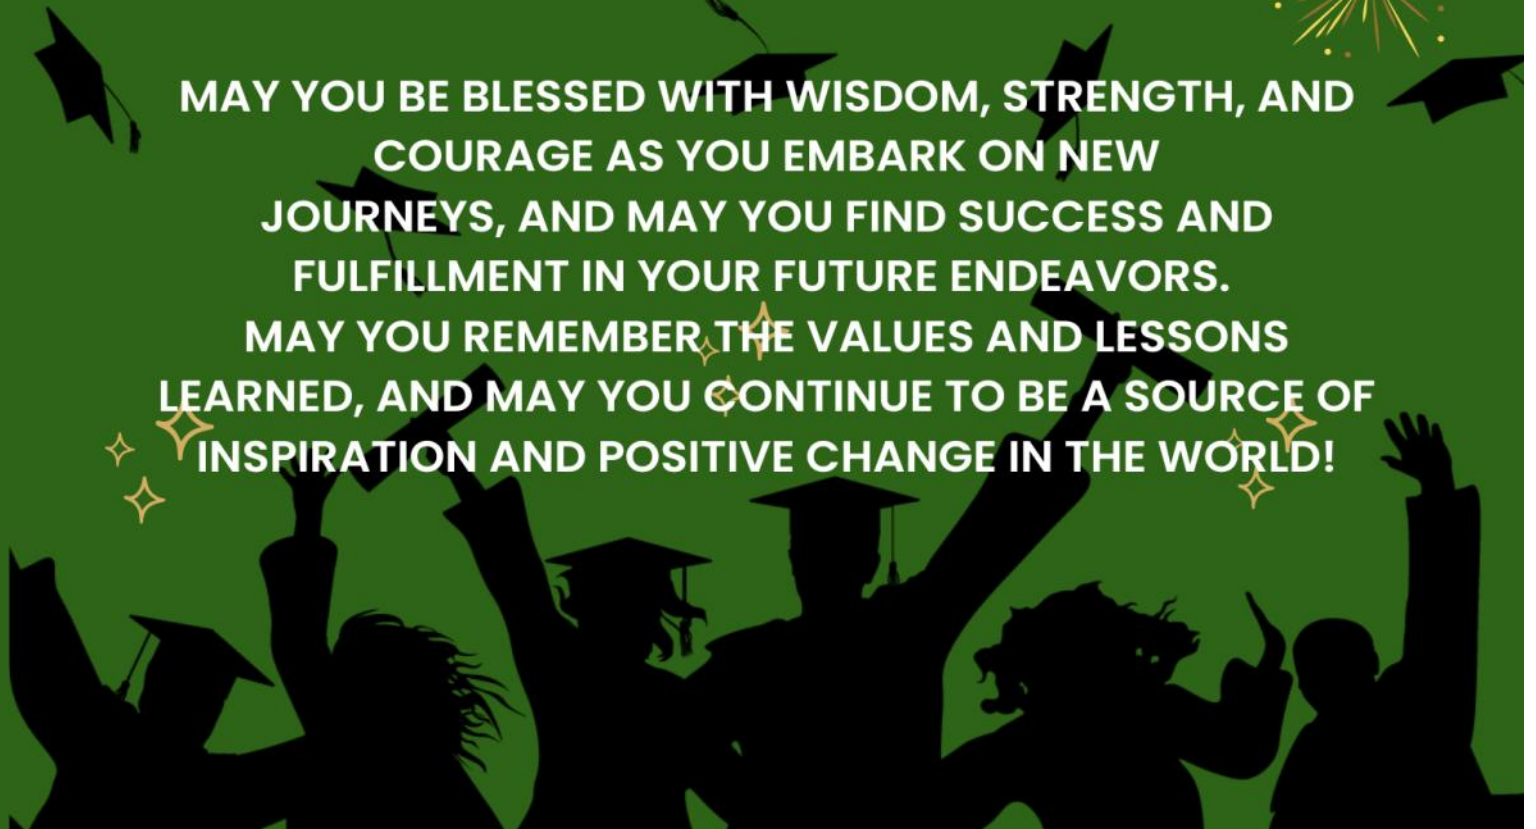 MAY YOU BE BLESSED WITH WISDOM, STRENGTH, AND
COURAGE AS YOU EMBARK ON NEW
JOURNEYS, AND MAY YOU FIND SUCCESS AND
FULFILLMENT IN YOUR FUTURE ENDEAVORS.
MAY YOU REMEMBER THE VALUES AND LESSONS
LEARNED, AND MAY YOU CONTINUE TO BE A SOURCE OF
INSPIRATION AND POSITIVE CHANGE IN THE WORLD!